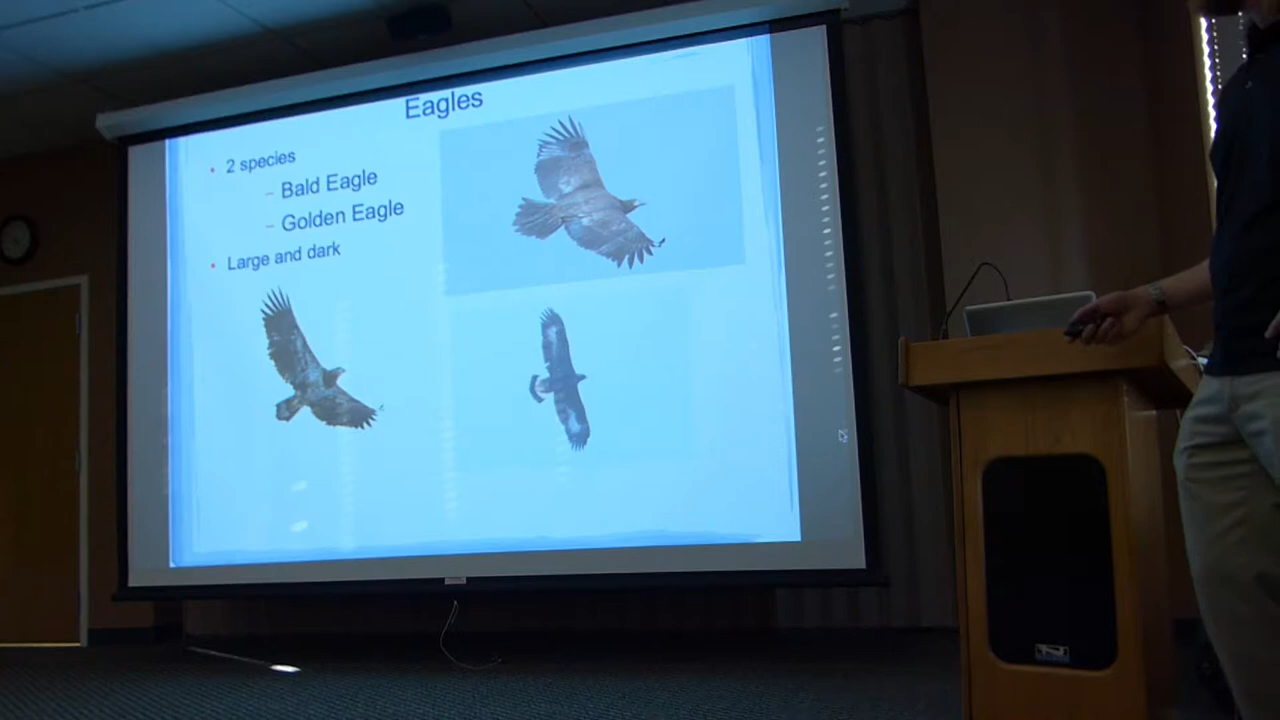 Eagles
• 2 species
– Bald Eagle
– Golden Eagle
• Large and dark